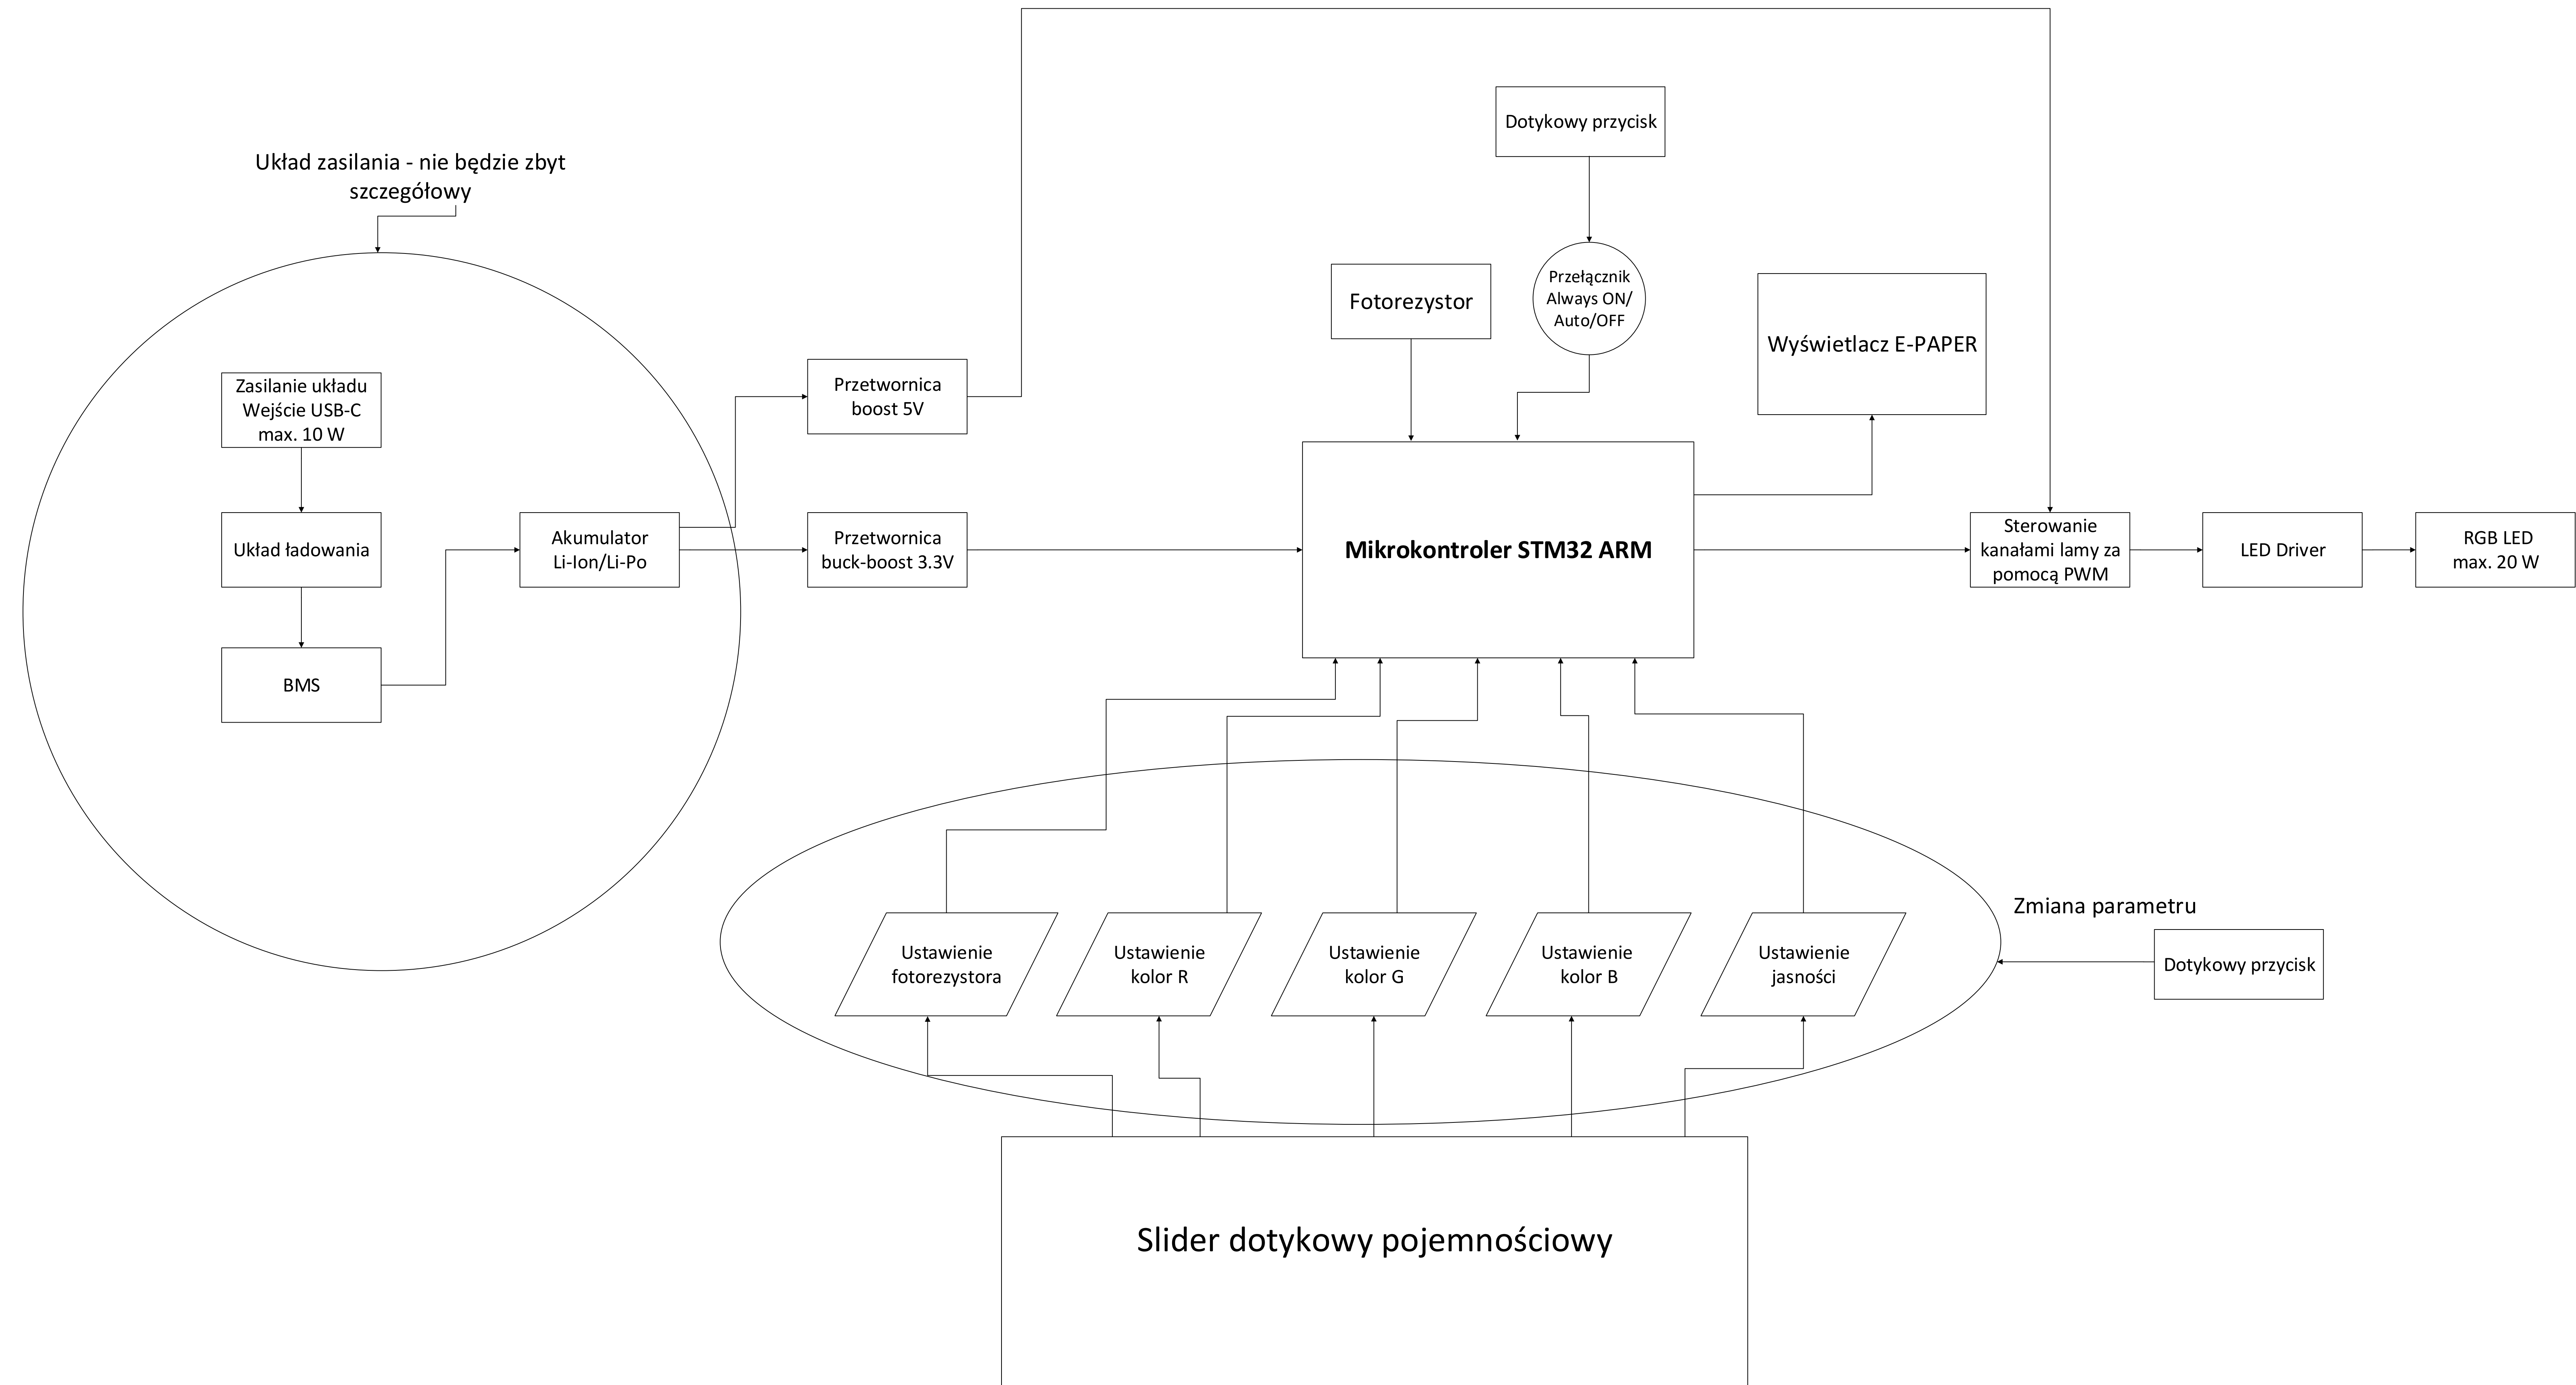 Dotykowy przycisk
Układ zasilania - nie będzie zbyt
szczegółowy
Fotorezystor
Przełącznik
Always ON/
Auto/OFF
Wyświetlacz E-PAPER
Zasilanie układu
Wejście USB-C
max. 10 W
Przetwornica
boost 5V
Układ ładowania
Akumulator
Li-Ion/Li-Po
Przetwornica
buck-boost 3.3V
Mikrokontroler STM32 ARM
Sterowanie
kanałami lamy za
pomocą PWM
LED Driver
RGB LED
max. 20 W
BMS
Zmiana parametru
Ustawienie
fotorezystora
Ustawienie
kolor R
Ustawienie
kolor G
Ustawienie
kolor B
Ustawienie
jasności
Dotykowy przycisk
Slider dotykowy pojemnościowy